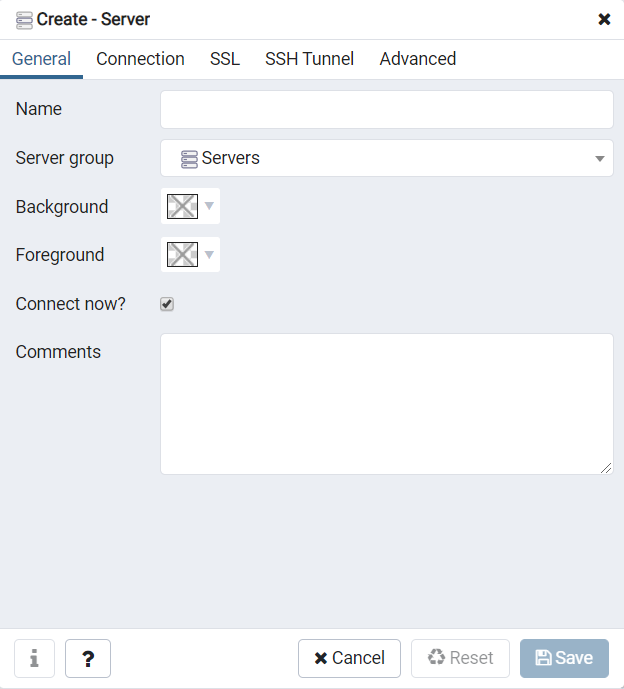 Create - Server
General Connection SSL SSH Tunnel Advanced
Name
Server group Servers
Background
Foreground
Connect now?
Comments
i ? Cancel Reset Save